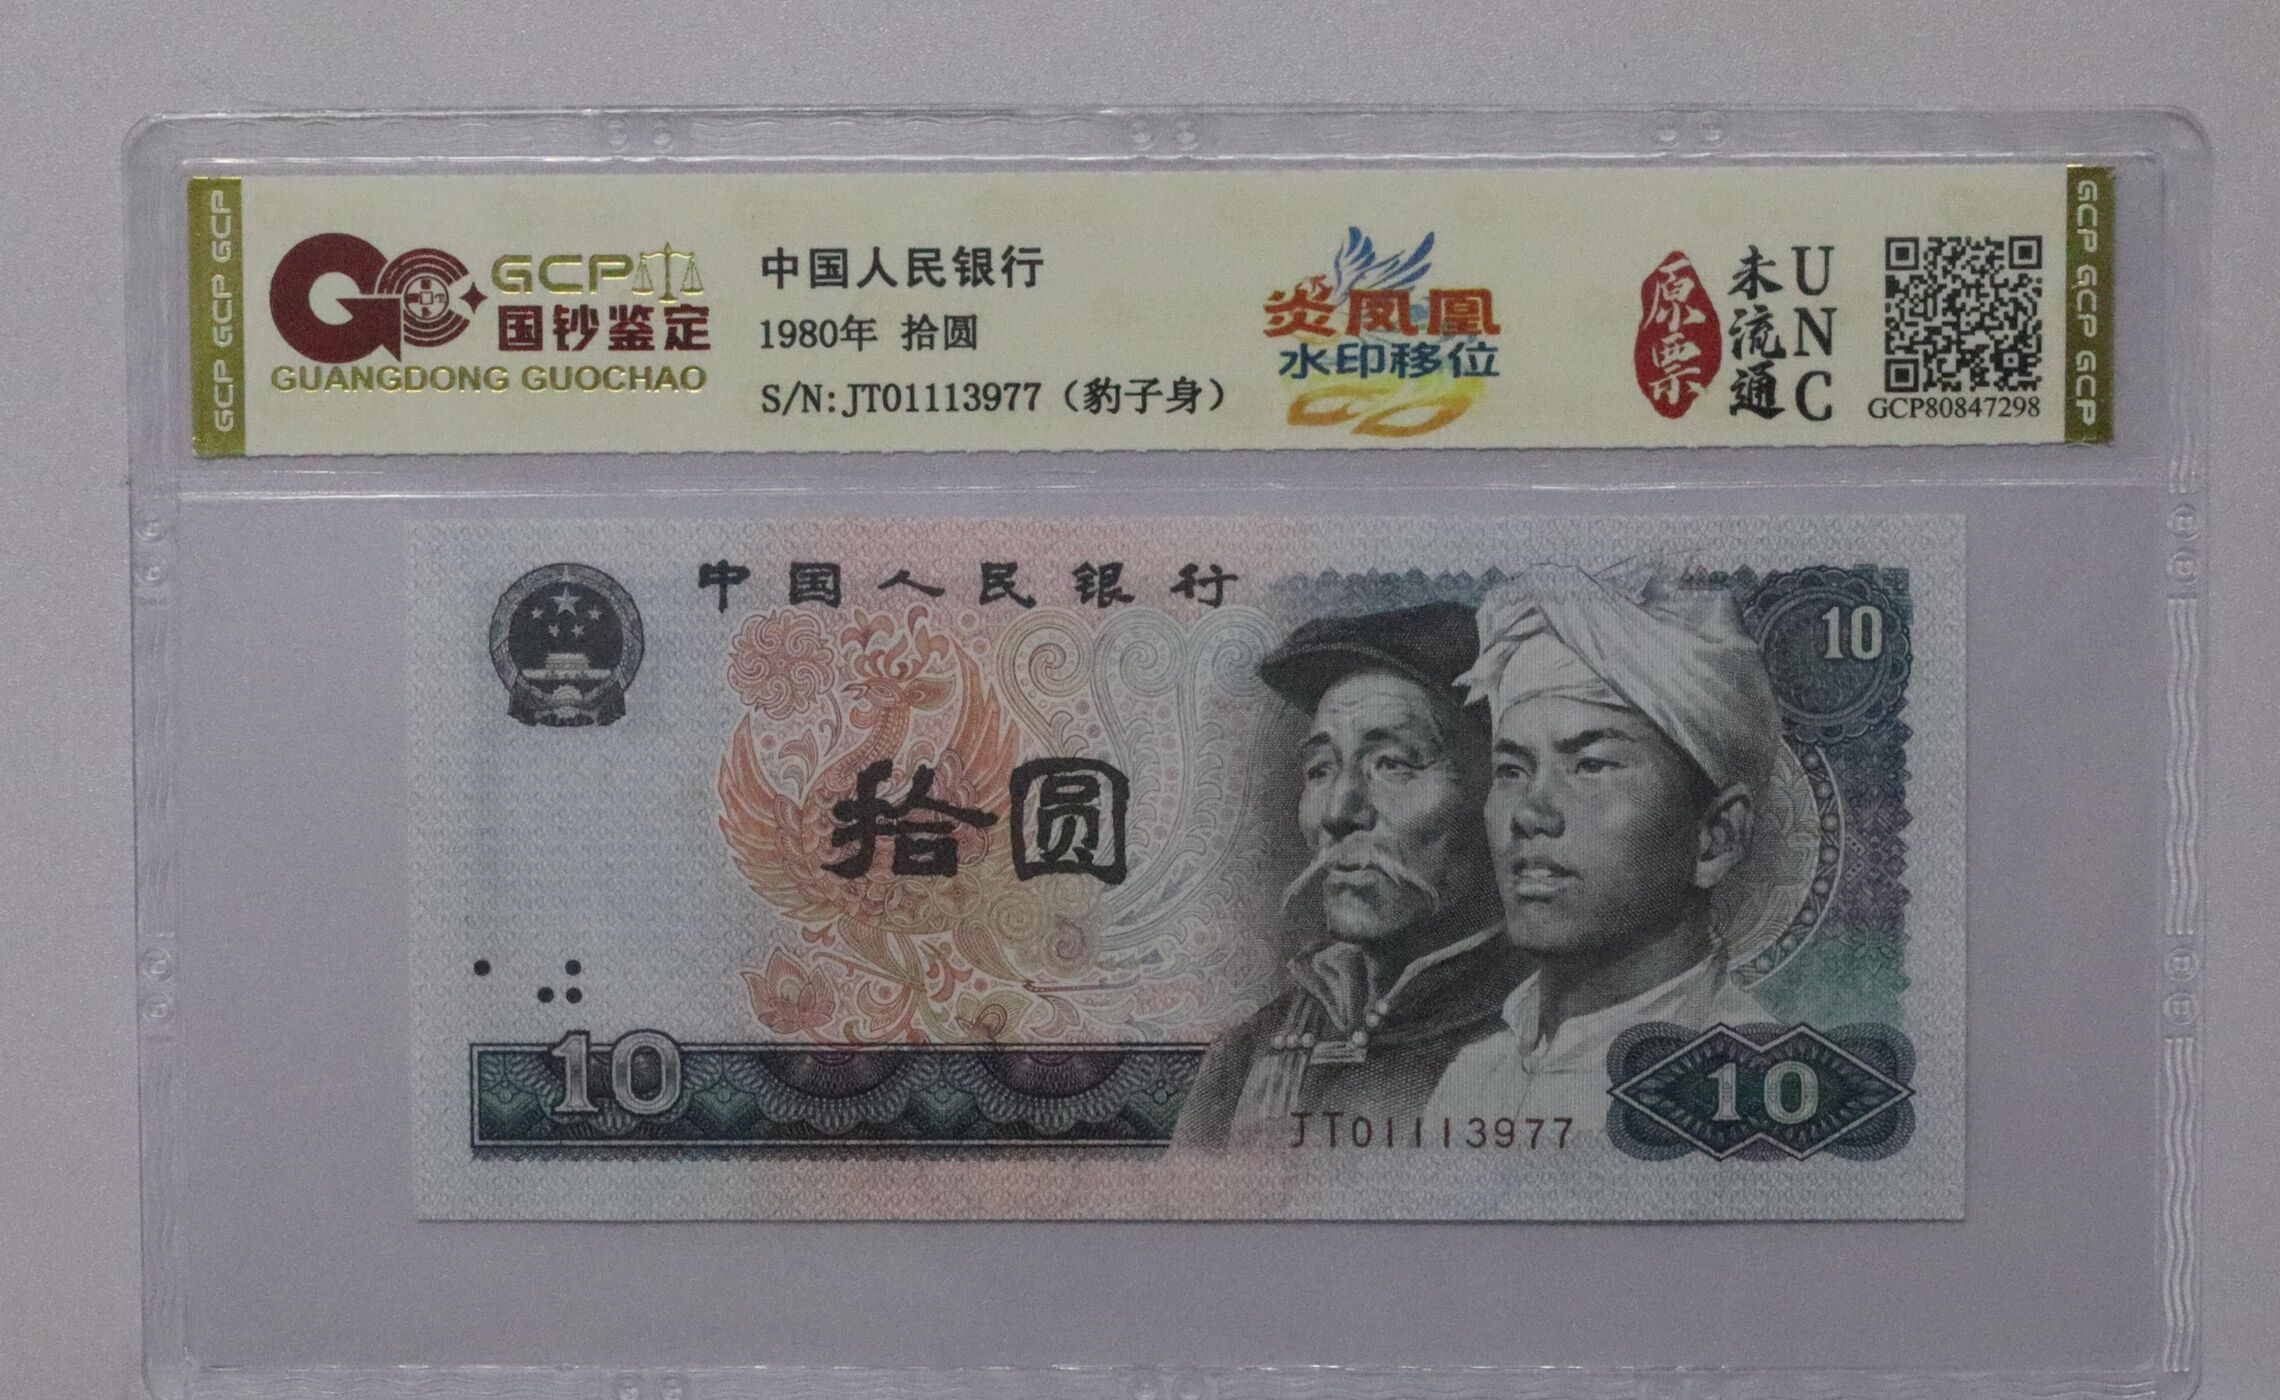 GCP GCP GCP
GCP
国钞鉴定
GUANGDONG GUOCHAO
中国人民银行
1980年 拾圆
S/N:JT01113977（豹子身）
炎凤凰
水印移位
原票
未流通
UNC
GCP80847298
GCP GCP GCP
中国人民银行
10
拾圆
10
JT01113977
10